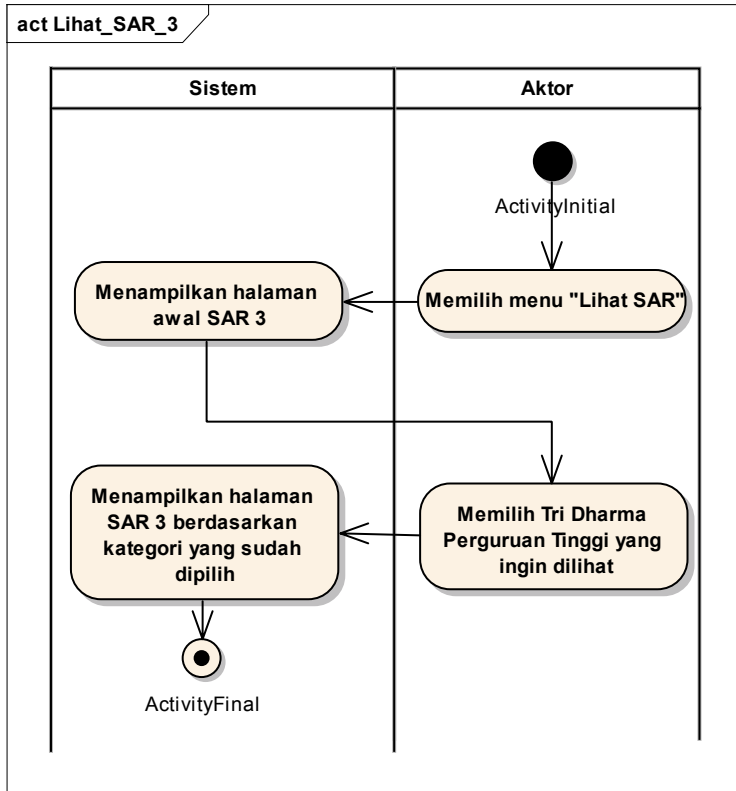 act Lihat_SAR_3
Sistem
Aktor
ActivityInitial
Memilih menu "Lihat SAR"
Menampilkan halaman
awal SAR 3
Memilih Tri Dharma
Perguruan Tinggi yang
ingin dilihat
Menampilkan halaman
SAR 3 berdasarkan
kategori yang sudah
dipilih
ActivityFinal